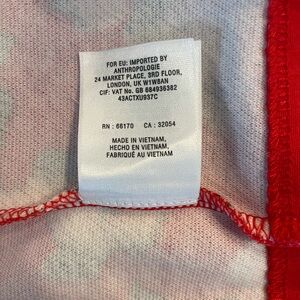 FOR EU: IMPORTED BY
ANTHROPOLOGIE
24 MARKET PLACE, 3RD FLOOR,
LONDON, UK W1W8AN
CIF: VAT No. GB 684936382
43ACTXU937C
RN : 66170 CA : 32054
MADE IN VIETNAM.
HECHO EN VIETNAM.
FABRIQUÉ AU VIETNAM